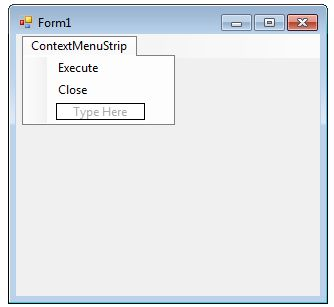 Form1
ContextMenuStrip
Execute
Close
Type Here